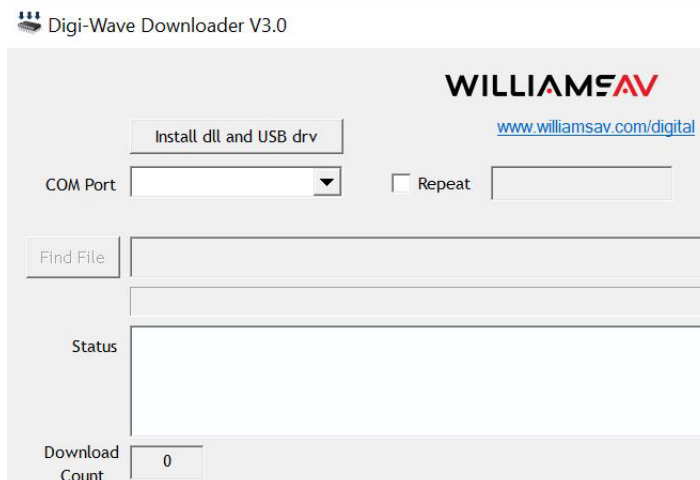 Digi-Wave Downloader V3.0
WILLIAMSAV
Install dll and USB drv
www.williamsav.com/digital
COM Port
Repeat
Find File
Status
Download
Count
0